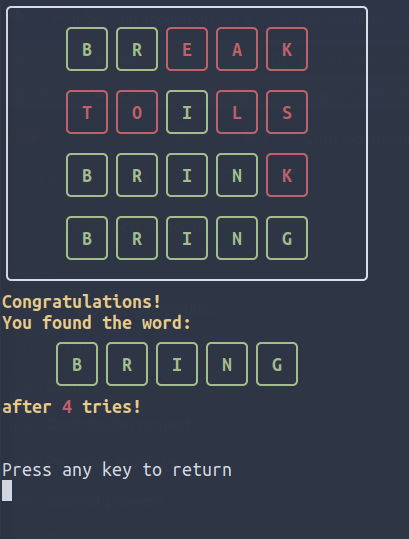 B R E A K
T O I L S
B R I N K
B R I N G
Congratulations!
You found the word:
B R I N G
after 4 tries!
Press any key to return